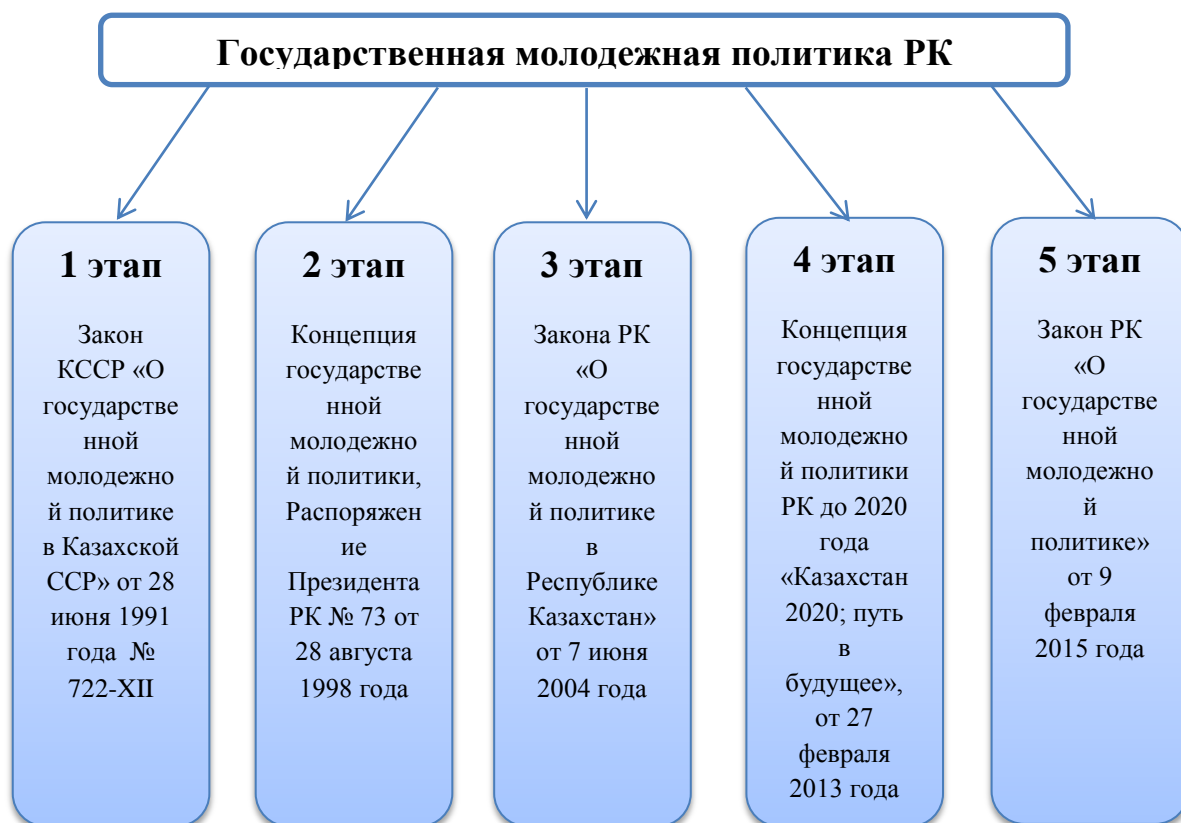 Государственная молодежная политика РК
1 этап
Закон
КССР «О
государстве
нной
молодежно
й политике
в Казахской
ССР» от 28
июня 1991
года №
722-XII
2 этап
Концепция
государстве
нной
молодежно
й политики,
Распоряжен
ие
Президента
РК № 73 от
28 августа
1998 года
3 этап
Закона РК
«О
государстве
нной
молодежно
й политике
в
Республике
Казахстан»
от 7 июня
2004 года
4 этап
Концепция
государстве
нной
молодежно
й политики
РК до 2020
года
«Казахстан
2020; путь
в
будущее»,
от 27
февраля
2013 года
5 этап
Закон РК
«О
государстве
нной
молодежно
й
политике»
от 9
февраля
2015 года